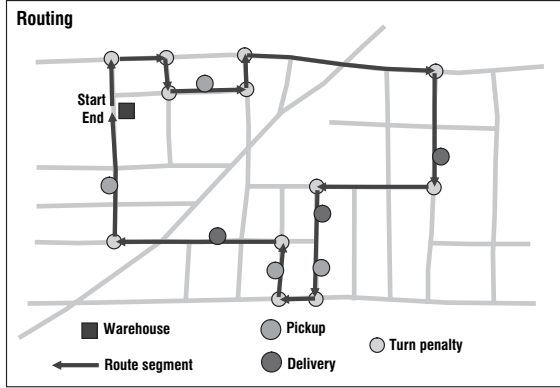 Routing
Start
End
Warehouse
Pickup
Turn penalty
Route segment
Delivery